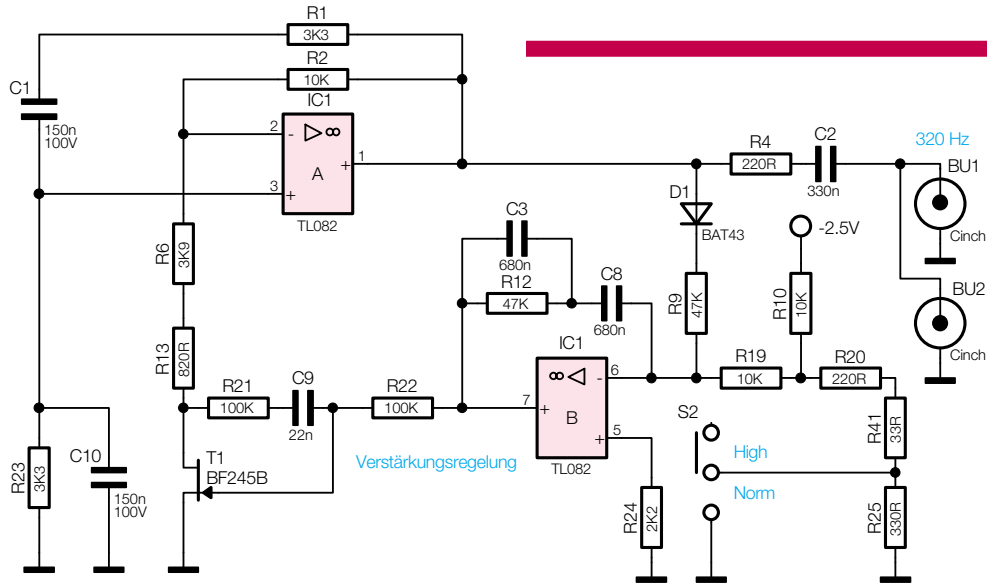 R1
3K3
R2
10K
C1
150n
100V
IC1
2
-
▷ ∞
+
1
A
3
+
TL082
R4
220R
C2
330n
320 Hz
BU1
Cinch
D1
BAT43
-2.5V
BU2
Cinch
C3
680n
R12
47K
C8
680n
R9
47K
R10
10K
R6
3K9
R13
820R
IC1
∞ ◁
-
6
7
+
B
+
5
TL082
R19
10K
R20
220R
R21
100K
C9
22n
R22
100K
S2
High
Norm
R41
33R
R23
3K3
C10
150n
100V
T1
BF245B
Verstärkungsregelung
R24
2K2
R25
330R